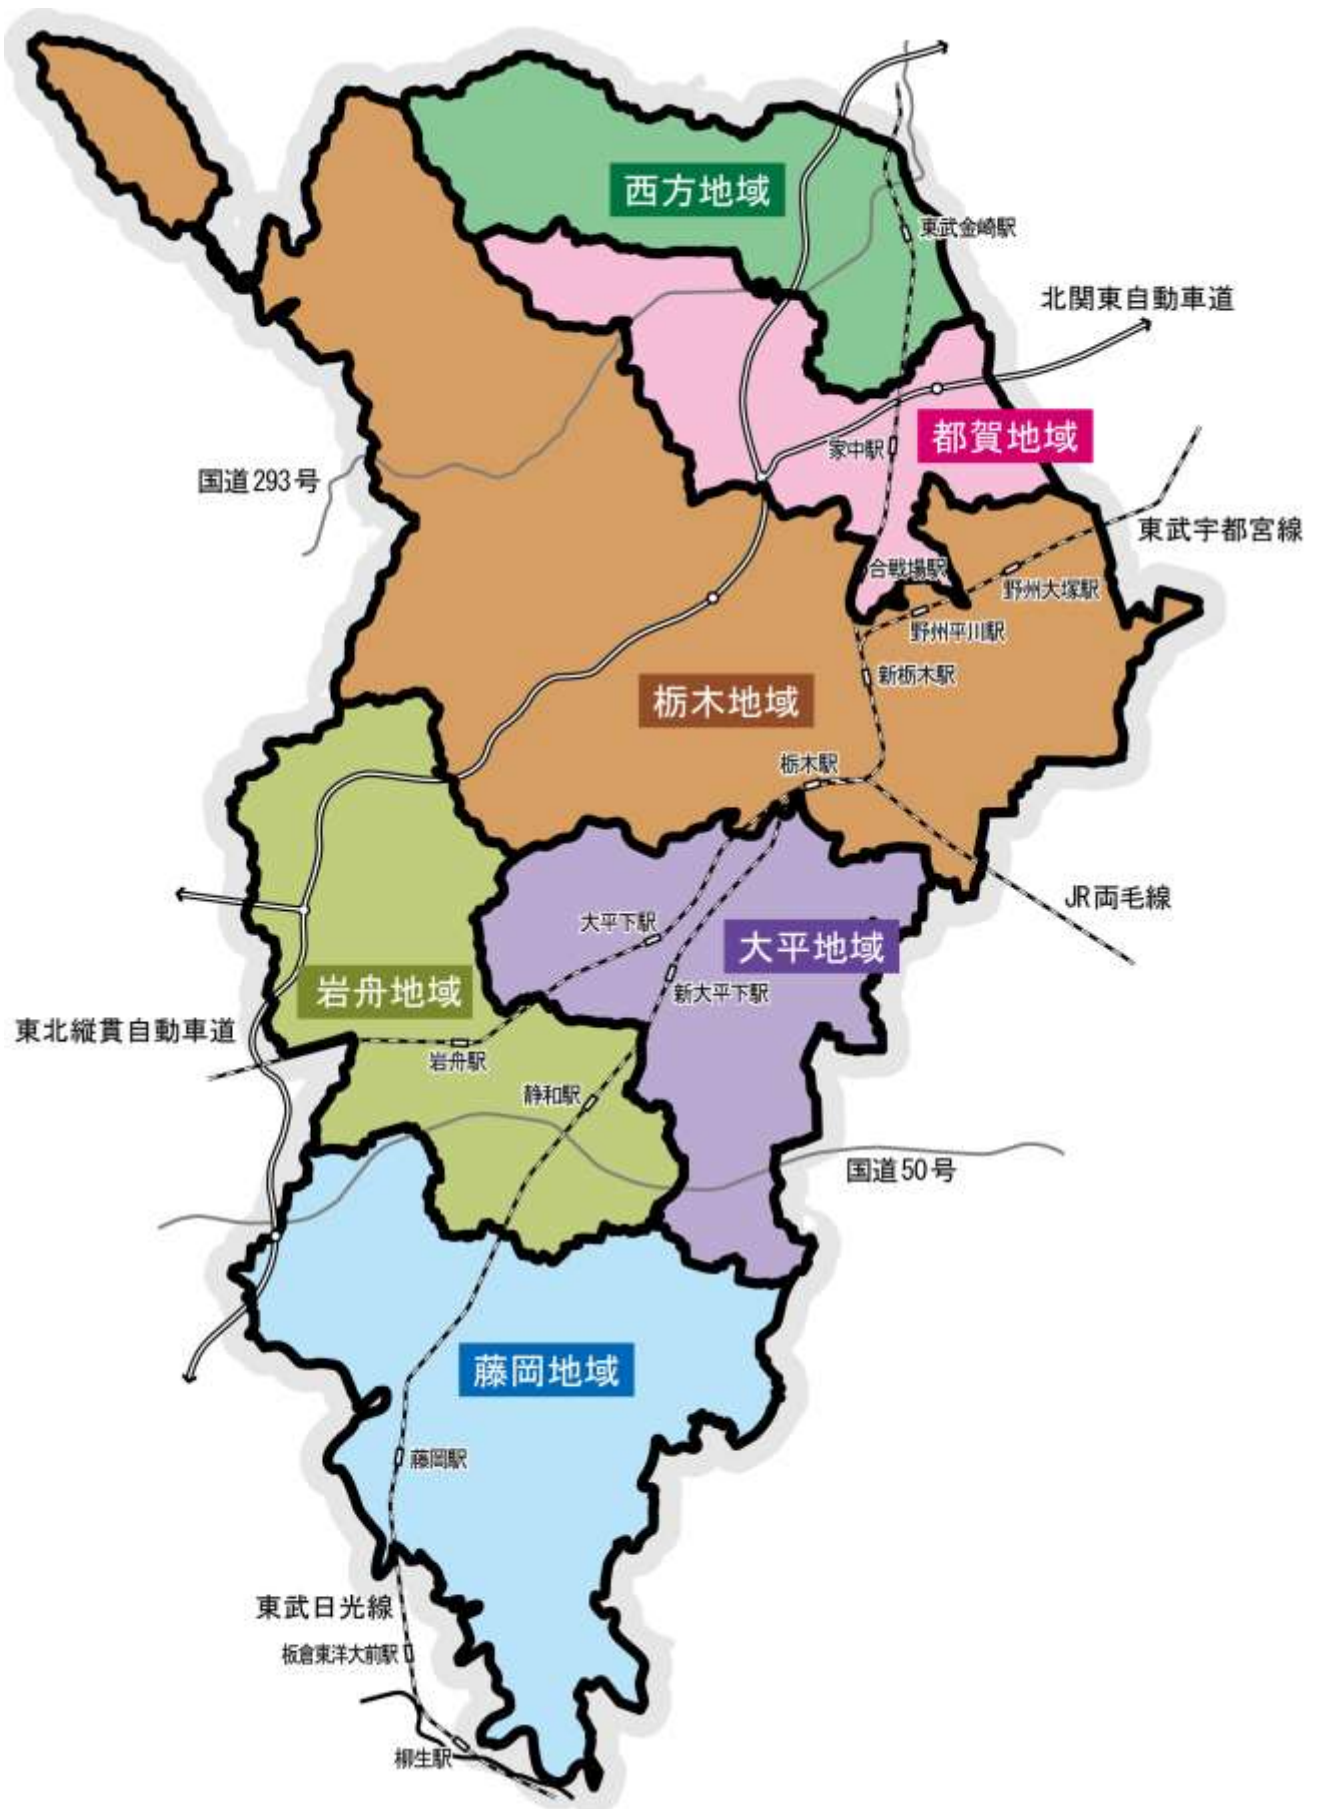 西方地域
東武金崎駅
北関東自動車道
都賀地域
家中駅
国道293号
東武宇都宮線
合戦場駅
野州大塚駅
野州平川駅
新栃木駅
栃木地域
栃木駅
JR両毛線
大平下駅
大平地域
岩舟地域
新大平下駅
東北縦貫自動車道
岩舟駅
静和駅
国道50号
藤岡地域
藤岡駅
東武日光線
板倉東洋大前駅
柳生駅